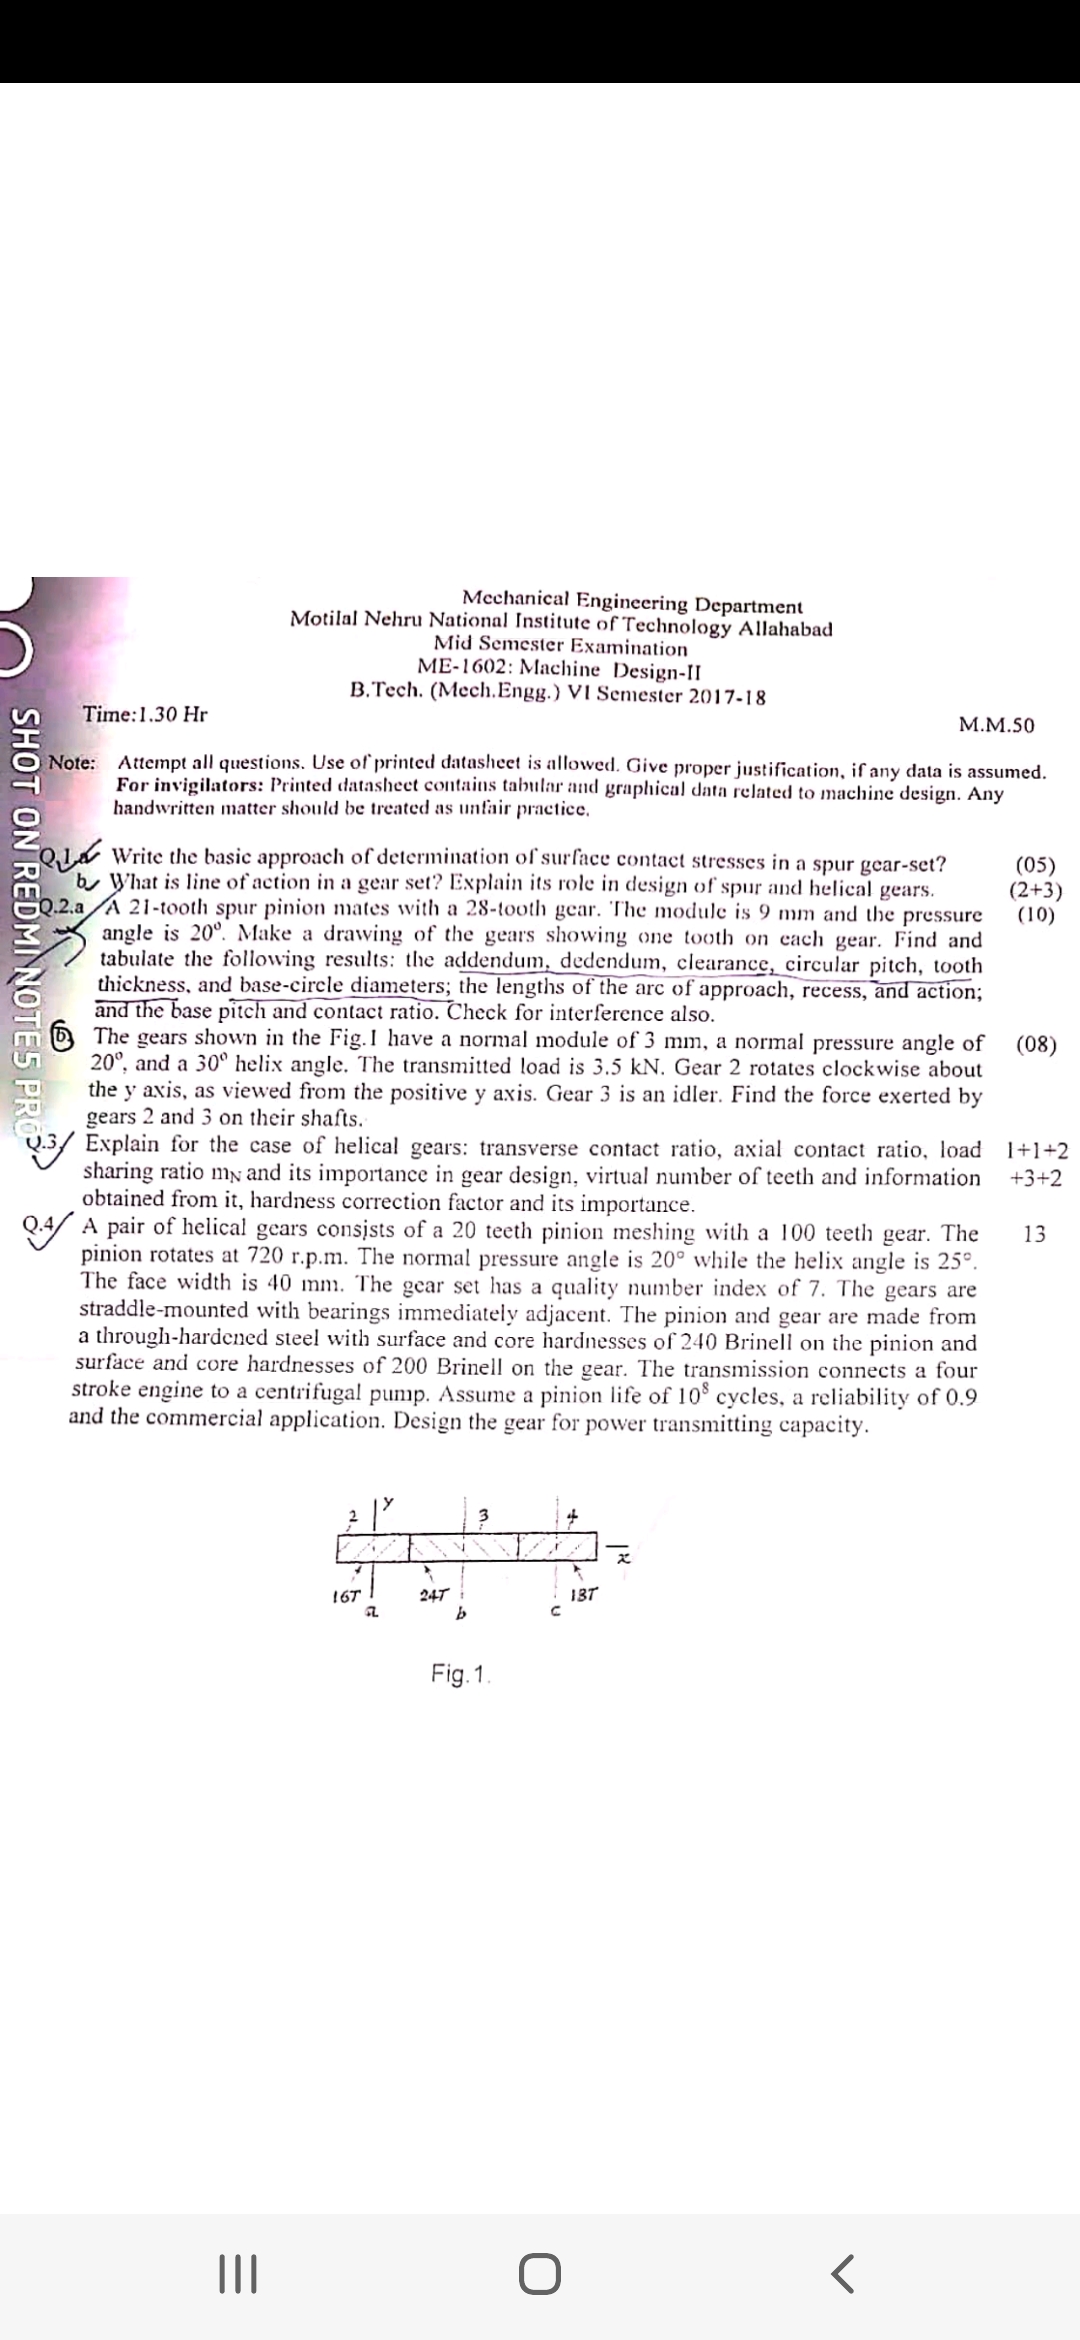 Mechanical Engineering Department
Motilal Nehru National Institute of Technology Allahabad
Mid Semester Examination
ME-1602: Machine Design-II
B.Tech. (Mech.Engg.) VI Semester 2017-18
Time:1.30 Hr
M.M.50
Note: Attempt all questions. Use of printed datasheet is allowed. Give proper justification, if any data is assumed.
For invigilators: Printed datasheet contains tabular and graphical data related to machine design. Any
handwritten matter should be treated as unfair practice.
Q.1.a Write the basic approach of determination of surface contact stresses in a spur gear-set? (05)
b What is line of action in a gear set? Explain its role in design of spur and helical gears. (2+3)
Q.2.a A 21-tooth spur pinion mates with a 28-tooth gear. The module is 9 mm and the pressure (10)
angle is 20°. Make a drawing of the gears showing one tooth on each gear. Find and
tabulate the following results: the addendum, dedendum, clearance, circular pitch, tooth
thickness, and base-circle diameters; the lengths of the arc of approach, recess, and action;
and the base pitch and contact ratio. Check for interference also.
b The gears shown in the Fig.1 have a normal module of 3 mm, a normal pressure angle of (08)
20°, and a 30° helix angle. The transmitted load is 3.5 kN. Gear 2 rotates clockwise about
the y axis, as viewed from the positive y axis. Gear 3 is an idler. Find the force exerted by
gears 2 and 3 on their shafts.
Q.3 Explain for the case of helical gears: transverse contact ratio, axial contact ratio, load 1+1+2
sharing ratio mN and its importance in gear design, virtual number of teeth and information +3+2
obtained from it, hardness correction factor and its importance.
Q.4 A pair of helical gears consists of a 20 teeth pinion meshing with a 100 teeth gear. The 13
pinion rotates at 720 r.p.m. The normal pressure angle is 20° while the helix angle is 25°.
The face width is 40 mm. The gear set has a quality number index of 7. The gears are
straddle-mounted with bearings immediately adjacent. The pinion and gear are made from
a through-hardened steel with surface and core hardnesses of 240 Brinell on the pinion and
surface and core hardnesses of 200 Brinell on the gear. The transmission connects a four
stroke engine to a centrifugal pump. Assume a pinion life of 10⁸ cycles, a reliability of 0.9
and the commercial application. Design the gear for power transmitting capacity.
2 y 3 4
x
16T 24T 18T
a b c
Fig.1.
SHOT ON REDMI NOTE5 PRO